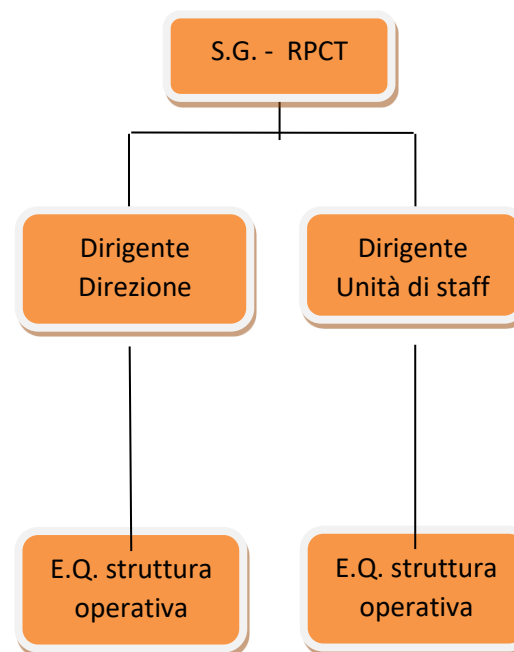 S.G. - RPCT
Dirigente
Direzione
Dirigente
Unità di staff
E.Q. struttura
operativa
E.Q. struttura
operativa